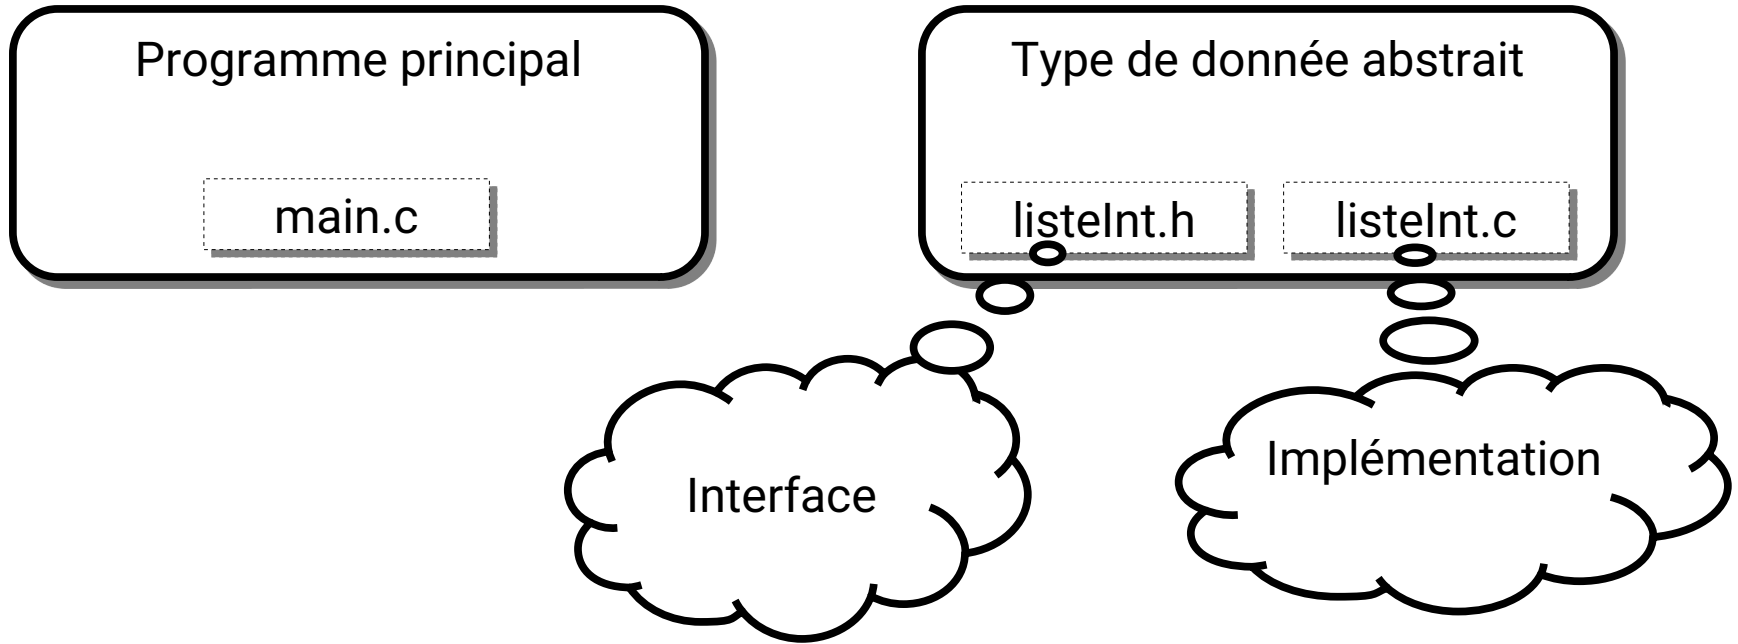 Programme principal
main.c
Type de donnée abstrait
listeInt.h
listeInt.c
Interface
Implémentation